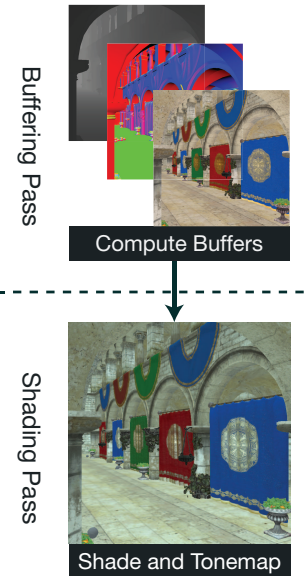 Buffering Pass
Compute Buffers
Shading Pass
Shade and Tonemap